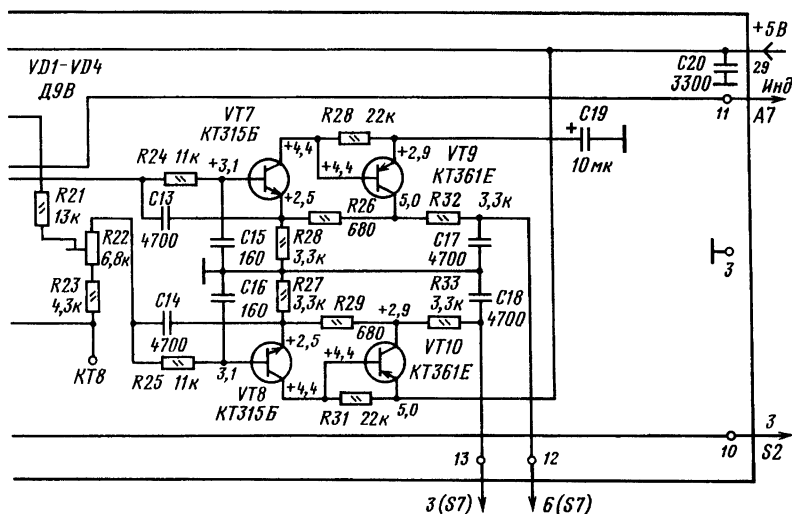 +5В
VD1-VD4
Д9В
C20
3300
29
Инд
11
A7
VT7
КТ315Б
R28 22к
C19
+
10 мк
+4,4
+2,9
VT9
КТ361Е
R24 11к
+3,1
+4,4
5,0
R32
3,3к
R21
13к
C13
4700
+2,5
R26
680
R22
6,8к
C15
160
R28
3,3к
C17
4700
3
R23
4,3к
C14
4700
C16
160
R27
3,3к
R29
680
+2,9
R33
3,3к
C18
4700
КТ8
R25 11к
3,1
+2,5
+4,4
VT10
КТ361Е
VT8
КТ315Б
+4,4
R31 22к
5,0
3
10
S2
13
12
3 (S7)
6 (S7)